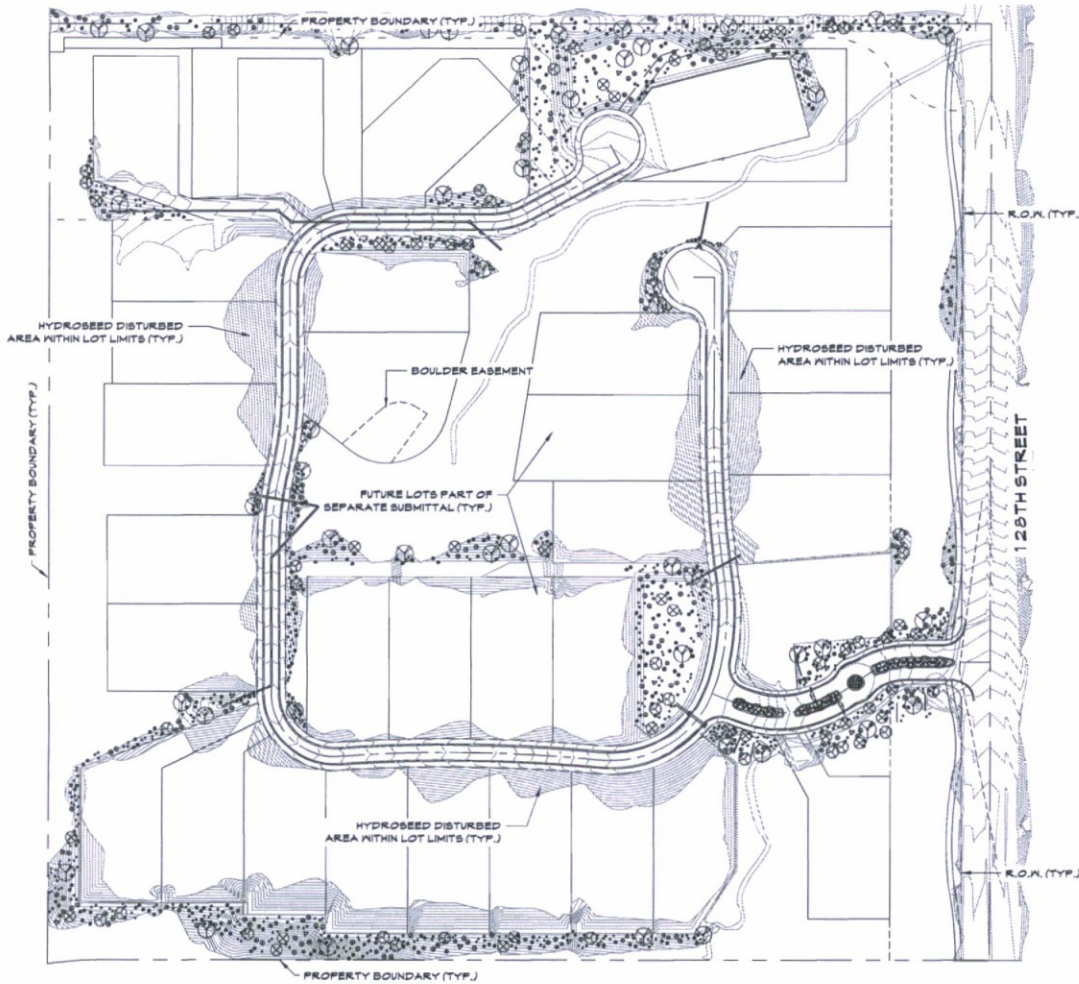 PROPERTY BOUNDARY (TYP.)
R.O.W. (TYP.)
HYDROSEED DISTURBED
AREA WITHIN LOT LIMITS (TYP.)
HYDROSEED DISTURBED
AREA WITHIN LOT LIMITS (TYP.)
BOULDER EASEMENT
PROPERTY BOUNDARY (TYP.)
128TH STREET
FUTURE LOTS PART OF
SEPARATE SUBMITTAL (TYP.)
HYDROSEED DISTURBED
AREA WITHIN LOT LIMITS (TYP.)
R.O.W. (TYP.)
PROPERTY BOUNDARY (TYP.)